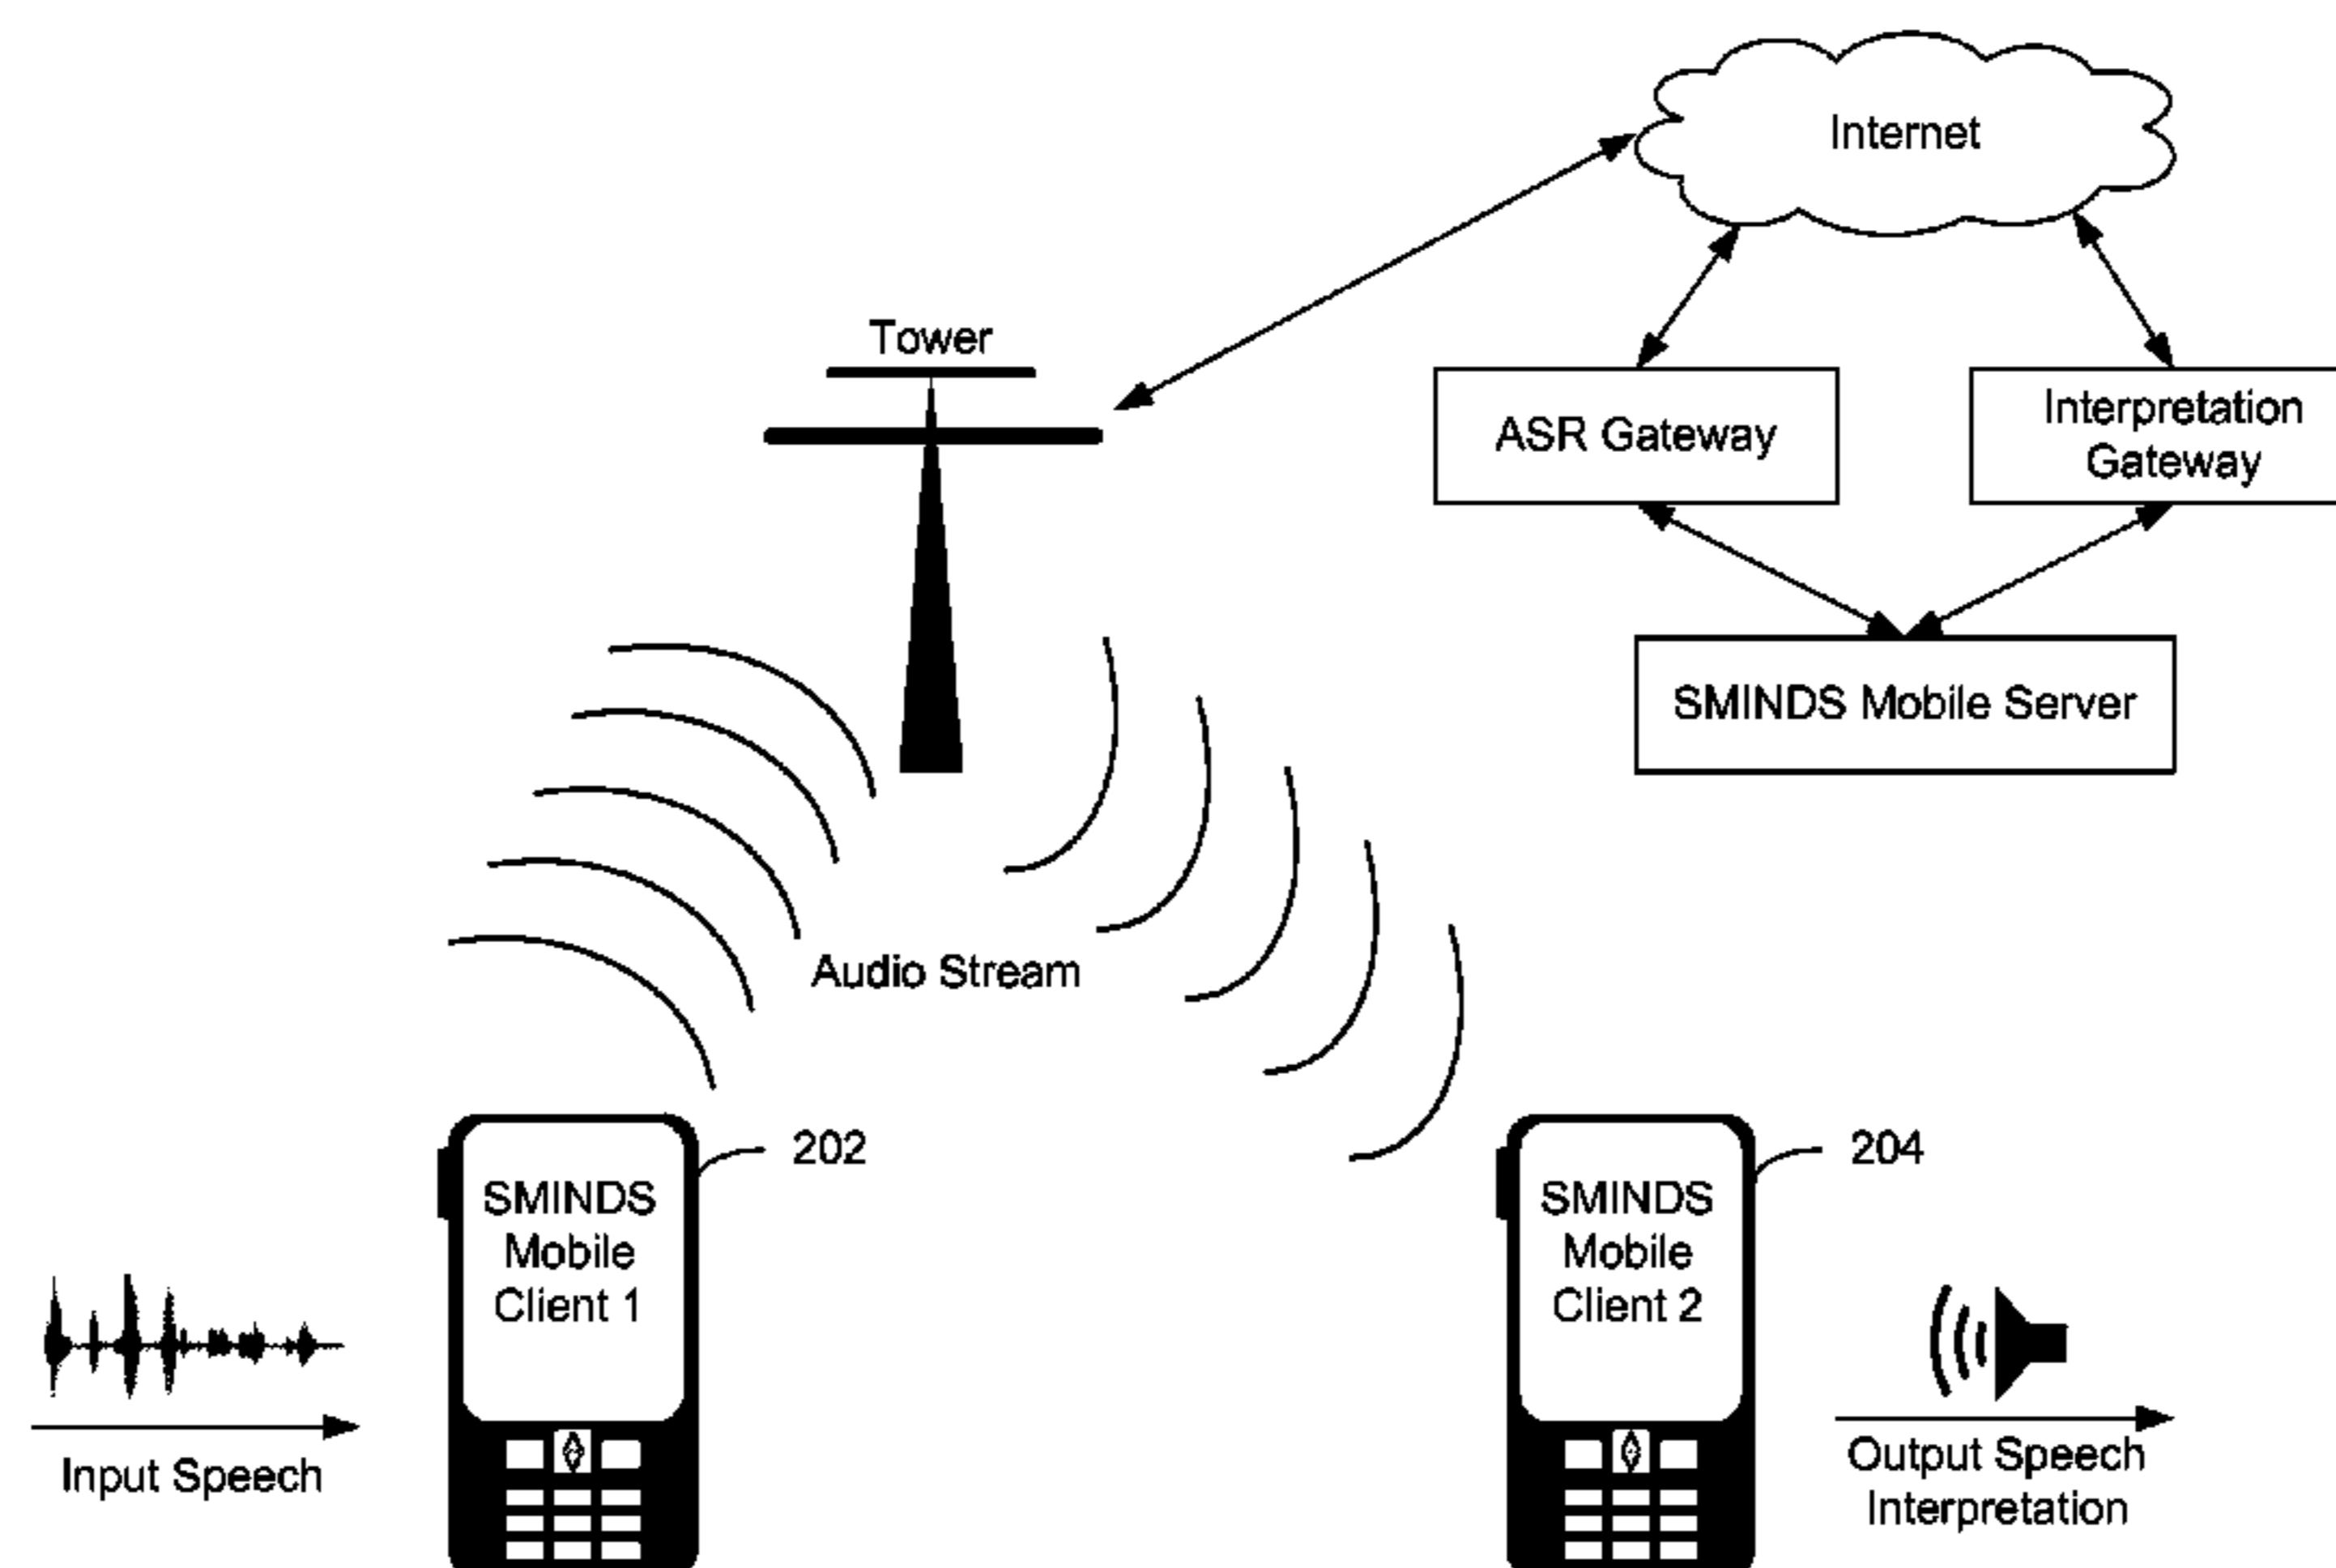 Internet
Tower
ASR Gateway
Interpretation
Gateway
SMINDS Mobile Server
Audio Stream
202
204
SMINDS
Mobile
Client 1
SMINDS
Mobile
Client 2
Input Speech
Output Speech
Interpretation